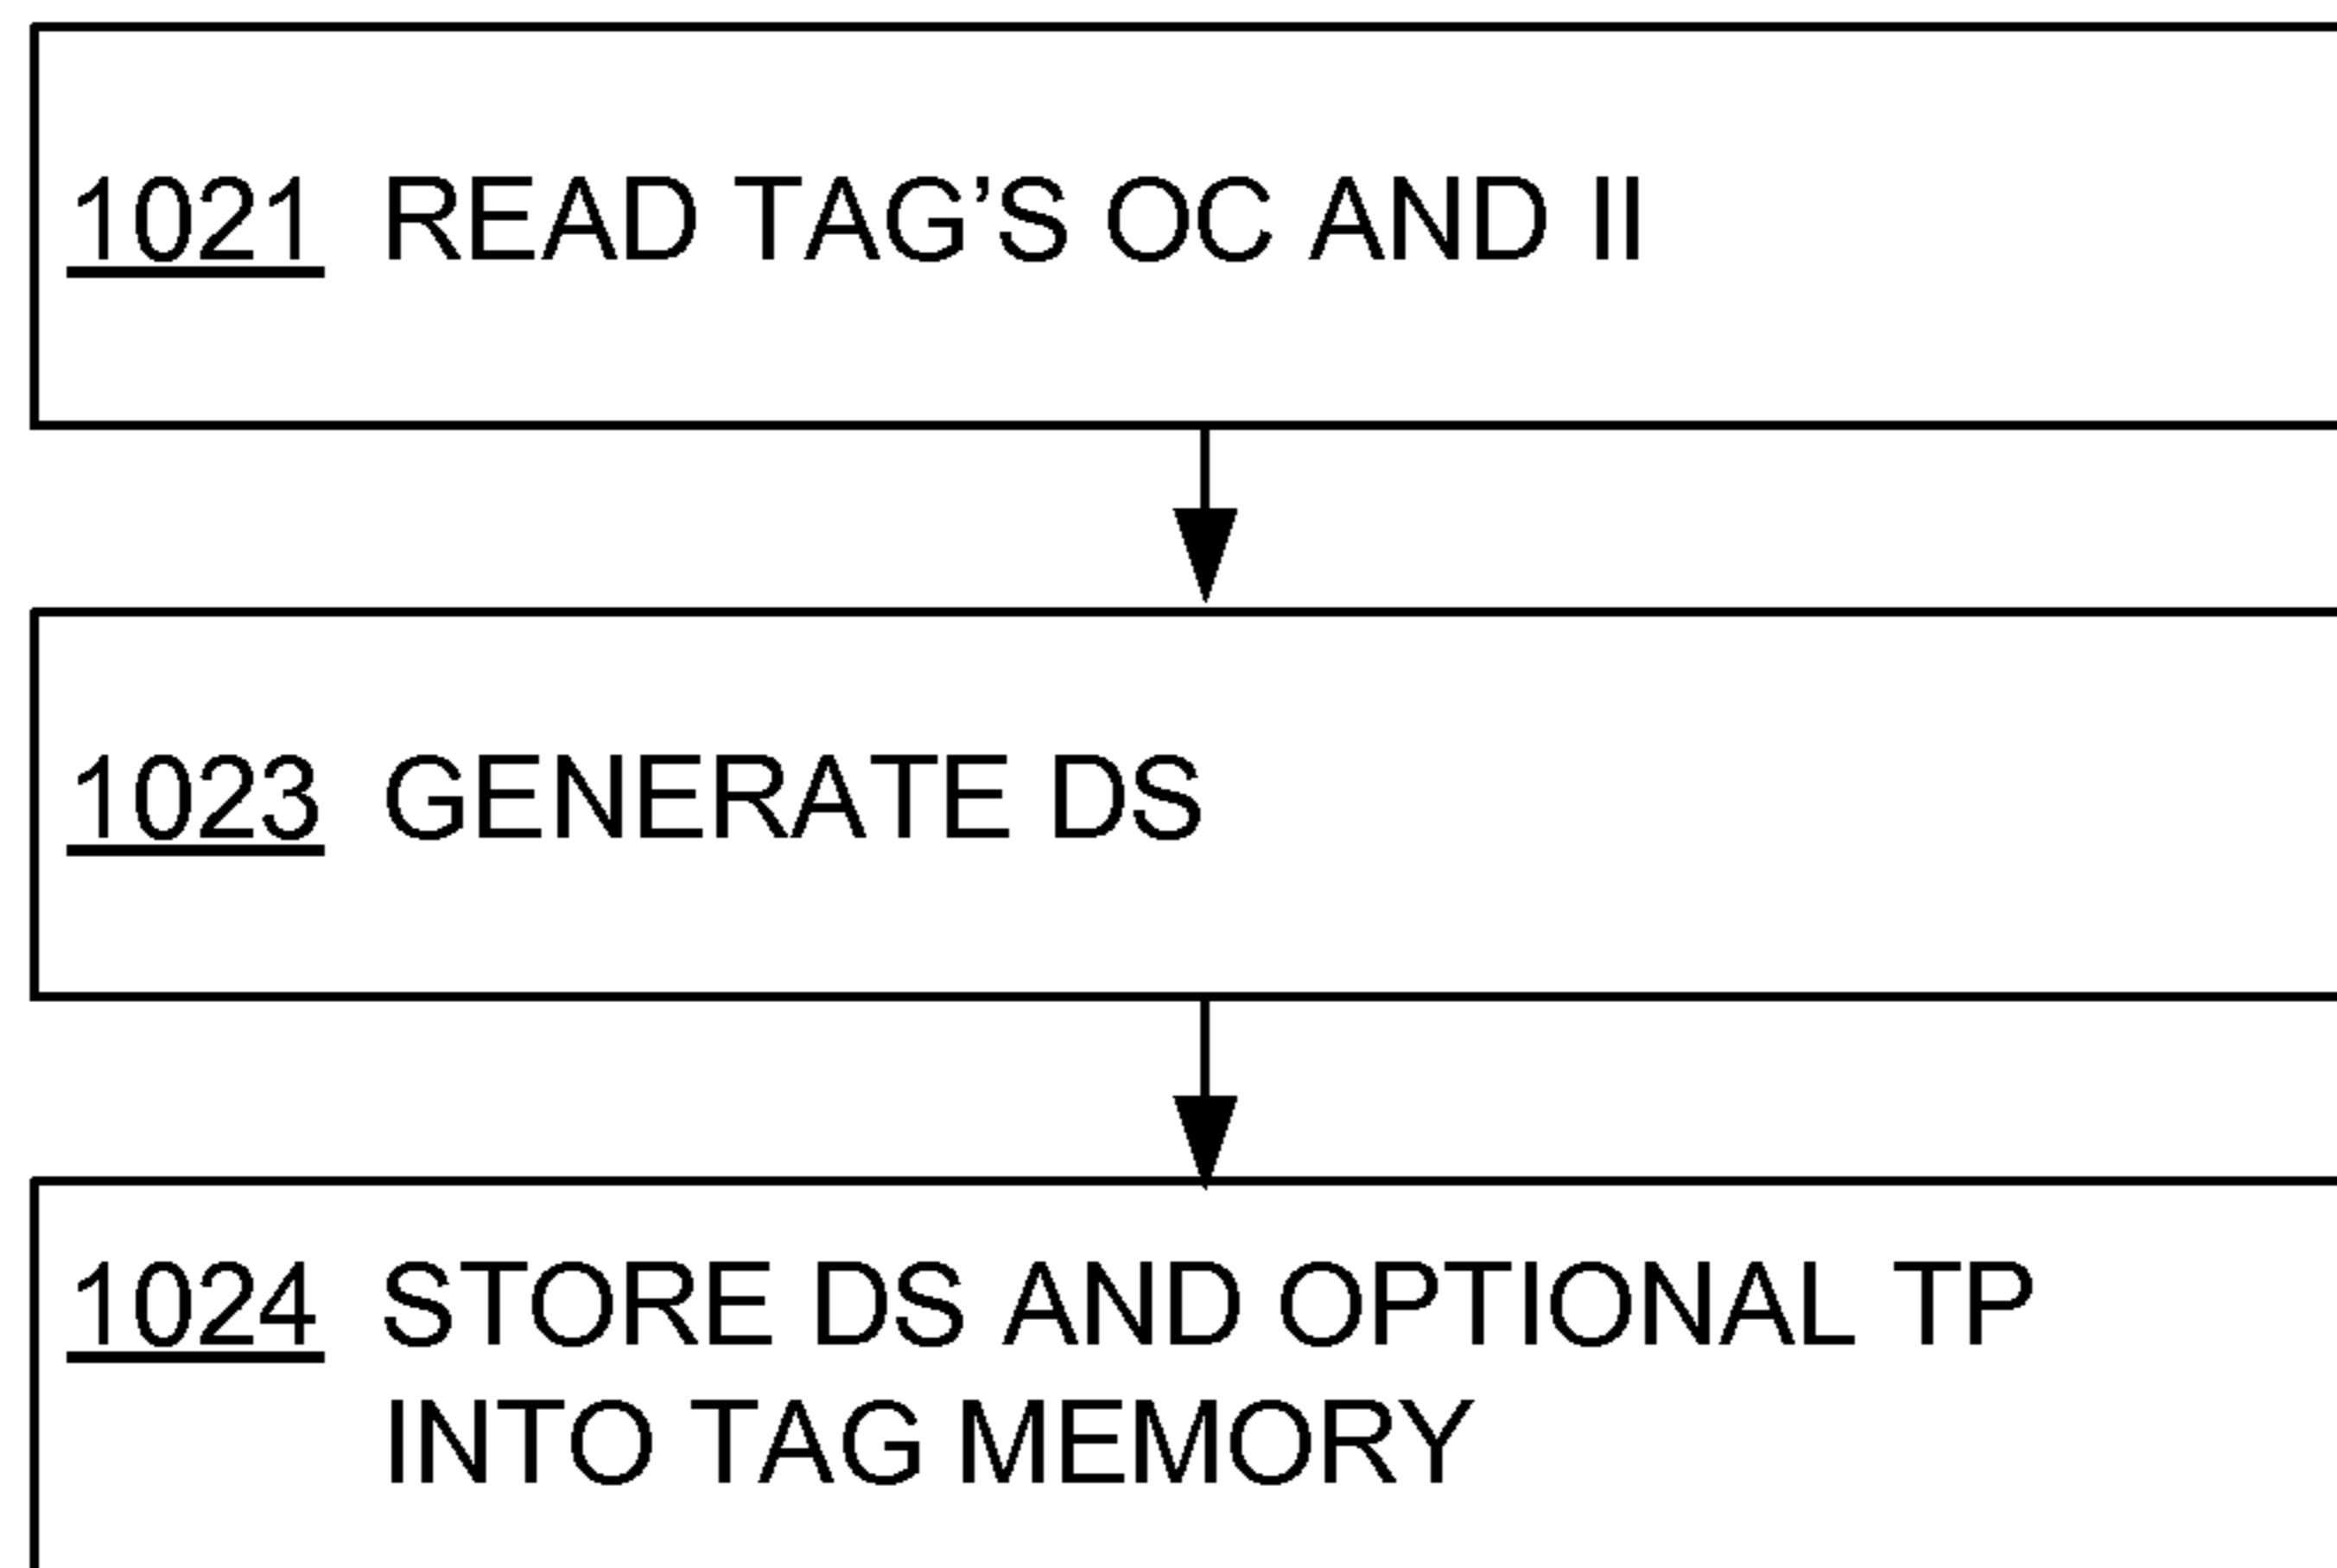 1021 READ TAG’S OC AND II
1023 GENERATE DS
1024 STORE DS AND OPTIONAL TP
INTO TAG MEMORY